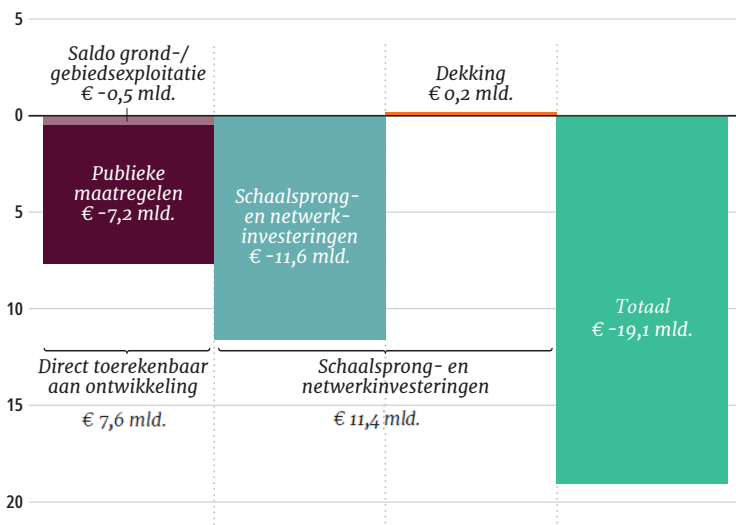 5
Saldo grond-/
gebiedsexploitatie
€ -0,5 mld.
Dekking
€ 0,2 mld.
0
Publieke
maatregelen
€ -7,2 mld.
Schaalsprong-
en netwerk-
investeringen
€ -11,6 mld.
5
10
Totaal
€ -19,1 mld.
Direct toerekenbaar
aan ontwikkeling
€ 7,6 mld.
Schaalsprong- en
netwerkinvesteringen
€ 11,4 mld.
15
20